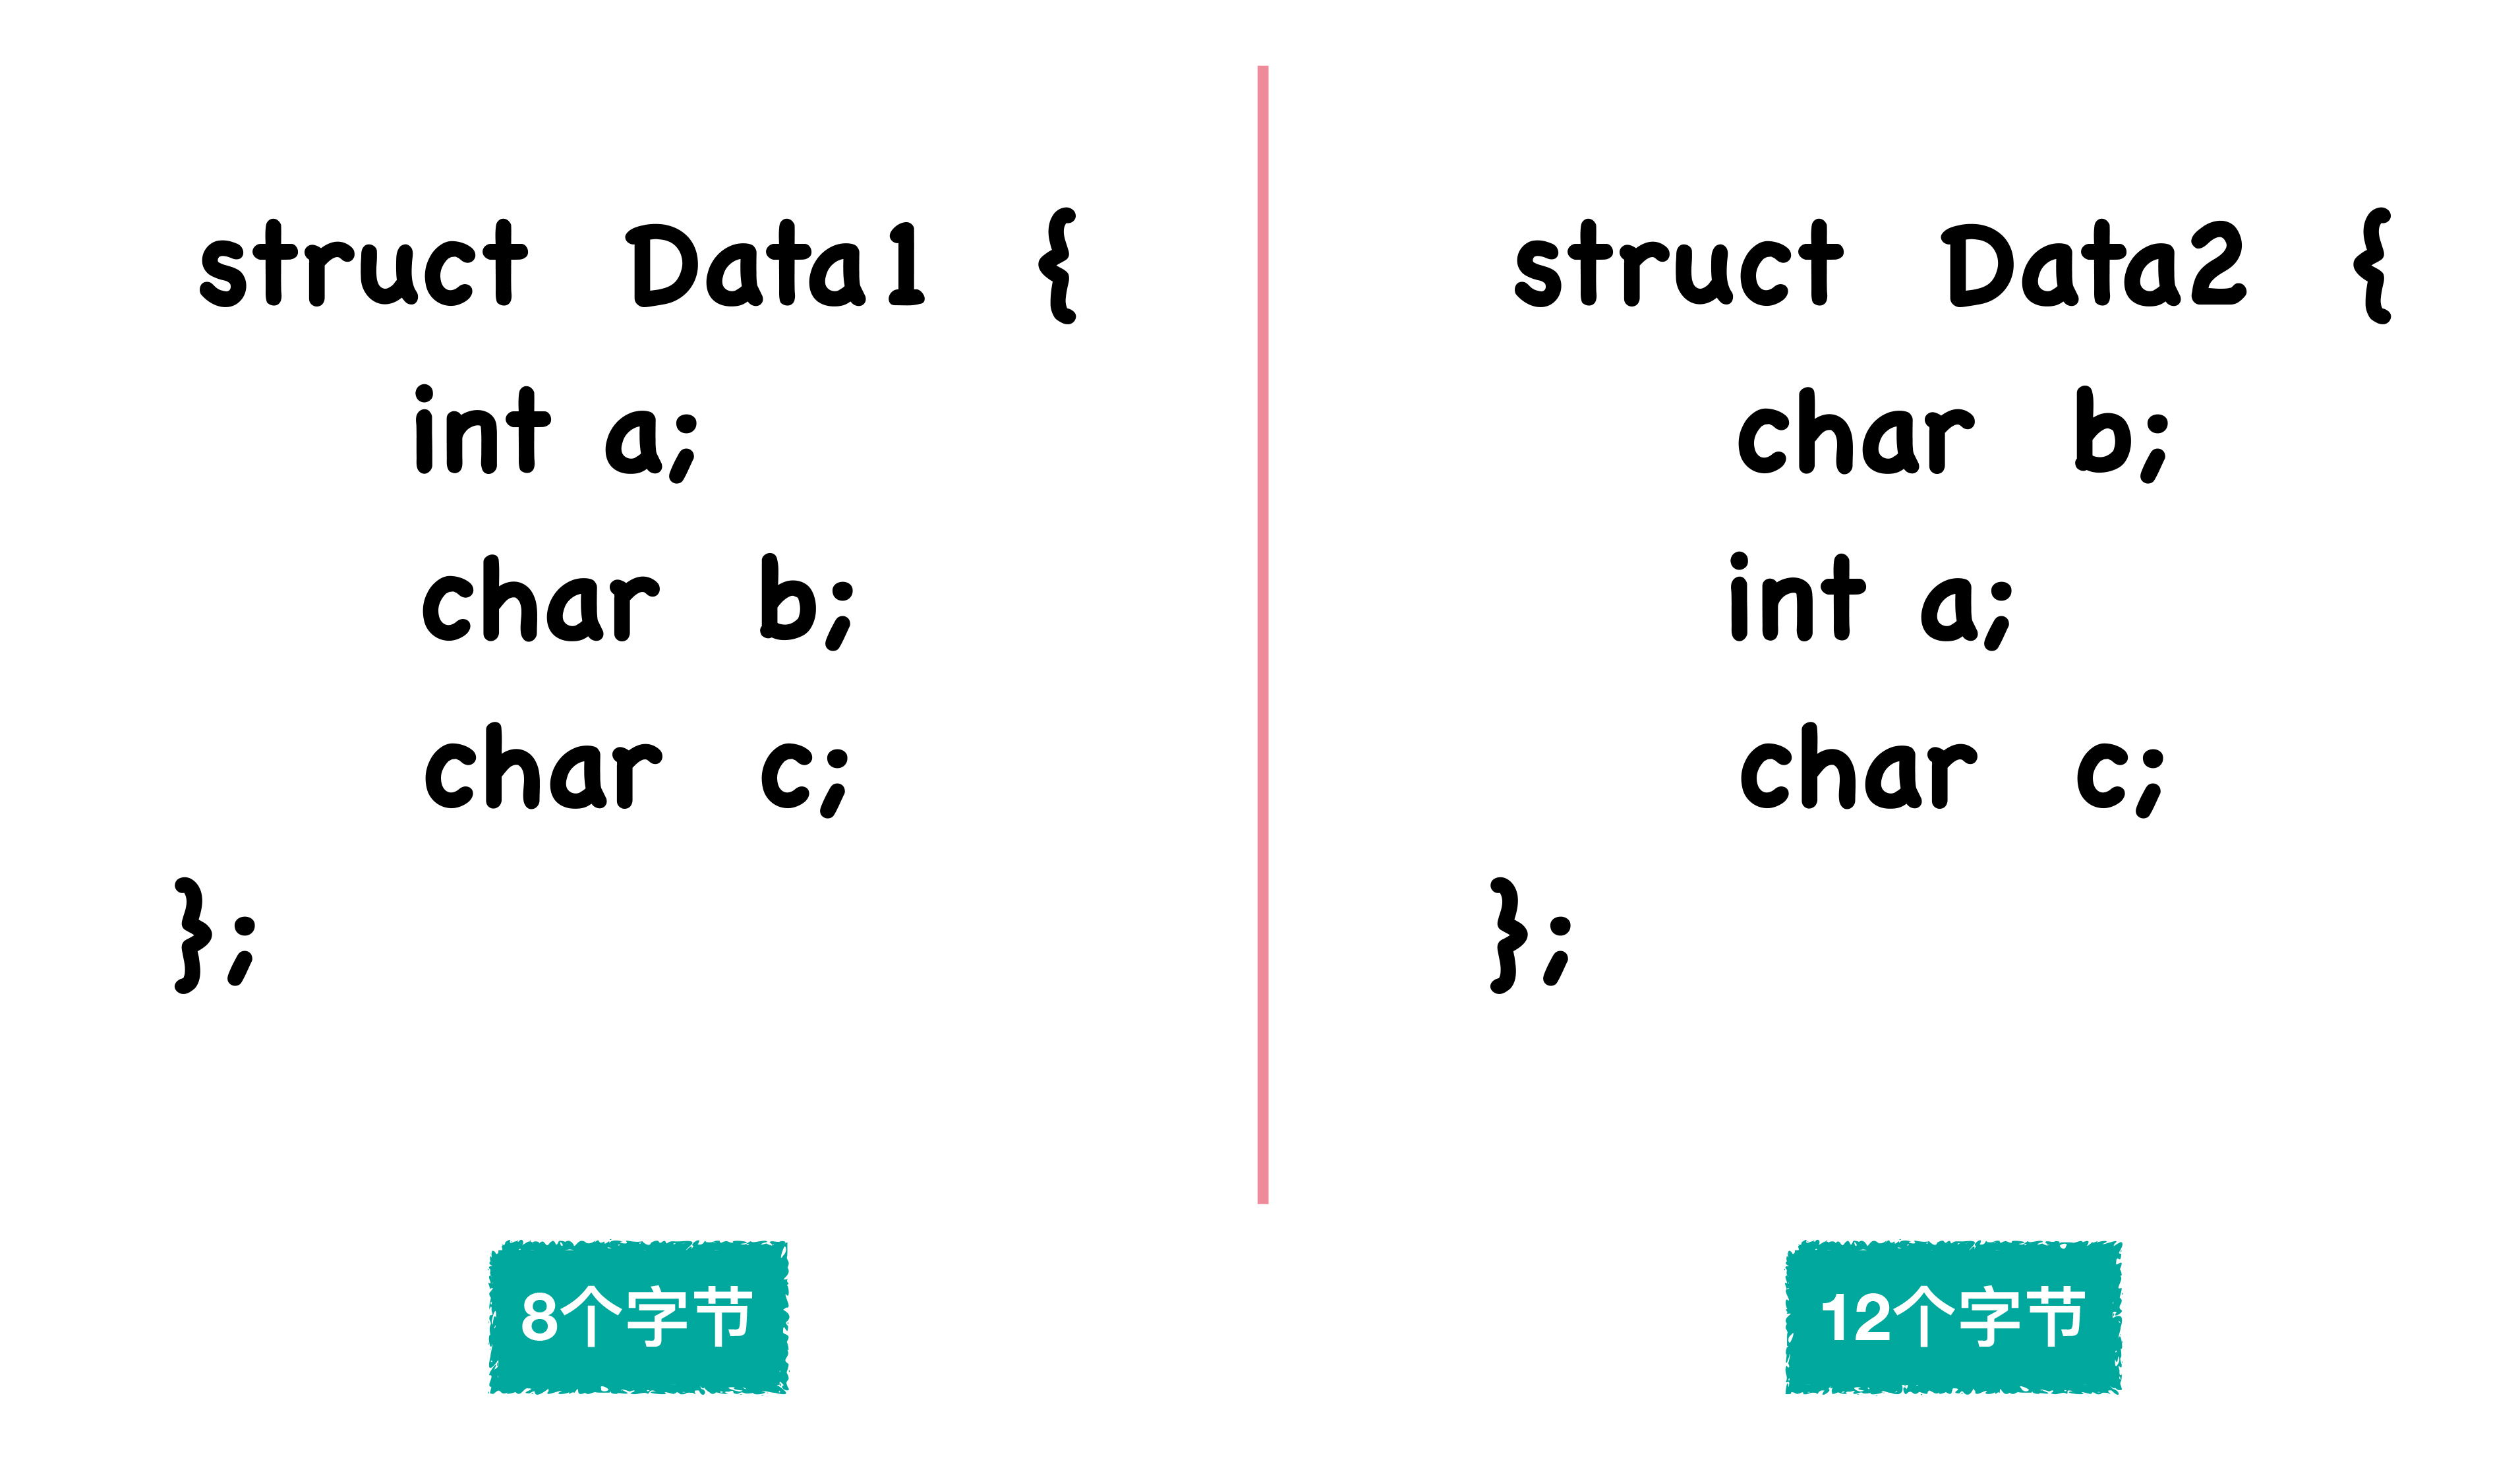 struct Data1 {
int a;
char b;
char c;
};
8个字节
struct Data2 {
char b;
int a;
char c;
};
12个字节